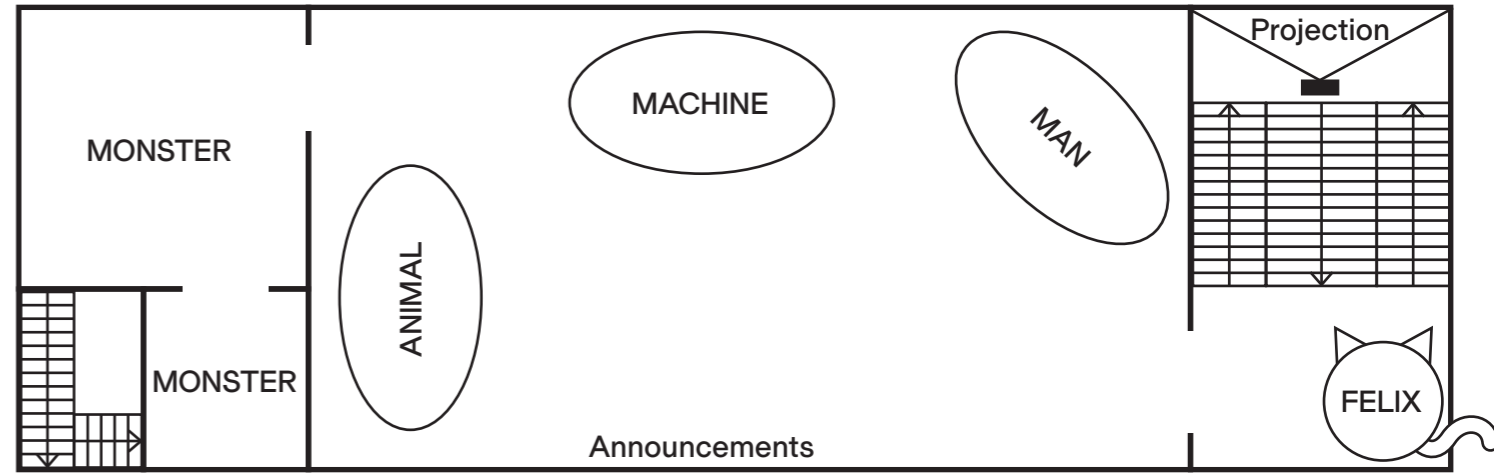 Projection
MACHINE
MAN
MONSTER
ANIMAL
MONSTER
FELIX
Announcements